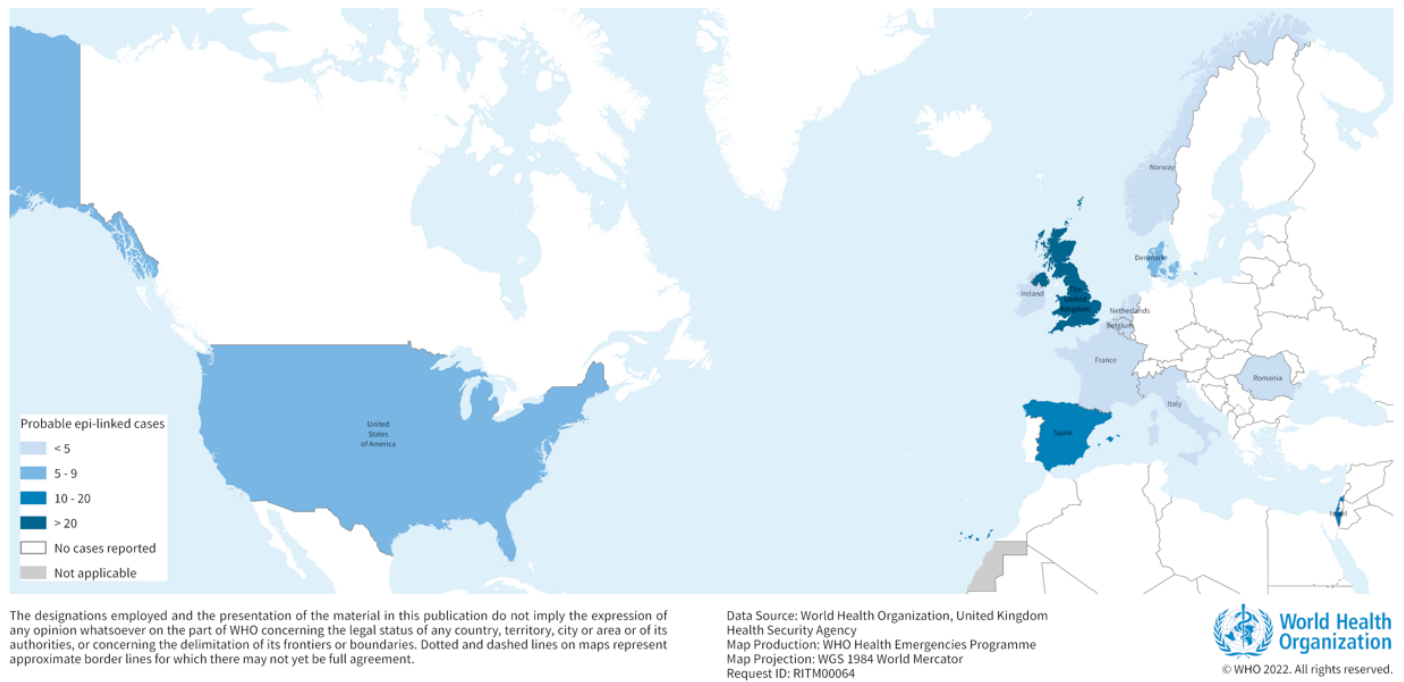 Norway
Denmark
Ireland
The
United
Kingdom
Netherlands
Belgium
France
Romania
Italy
United
States
of America
Spain
Israel
Probable epi-linked cases
< 5
5 - 9
10 - 20
> 20
No cases reported
Not applicable
The designations employed and the presentation of the material in this publication do not imply the expression of
any opinion whatsoever on the part of WHO concerning the legal status of any country, territory, city or area or of its
authorities, or concerning the delimitation of its frontiers or boundaries. Dotted and dashed lines on maps represent
approximate border lines for which there may not yet be full agreement.
Data Source: World Health Organization, United Kingdom
Health Security Agency
Map Production: WHO Health Emergencies Programme
Map Projection: WGS 1984 World Mercator
Request ID: RITM00064
World Health
Organization
© WHO 2022. All rights reserved.